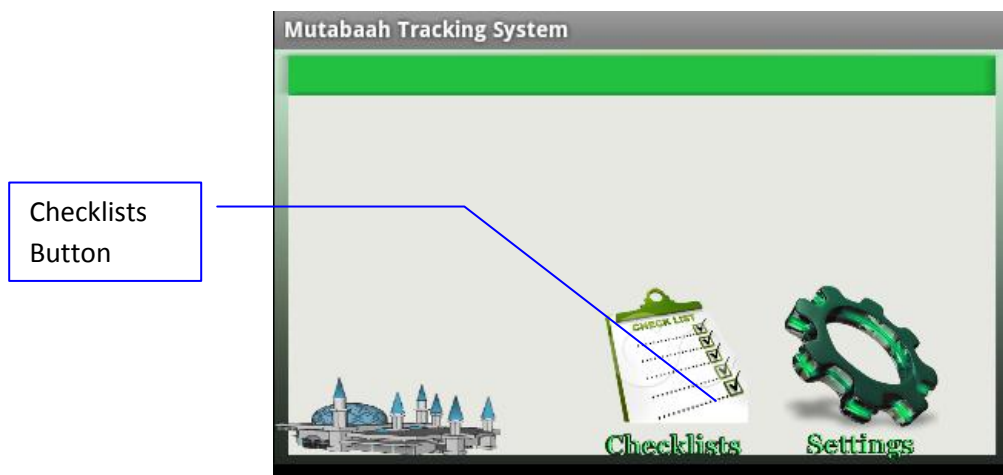 Mutabaah Tracking System
Checklists
Button
CHECK LIST
Checklists
Settings